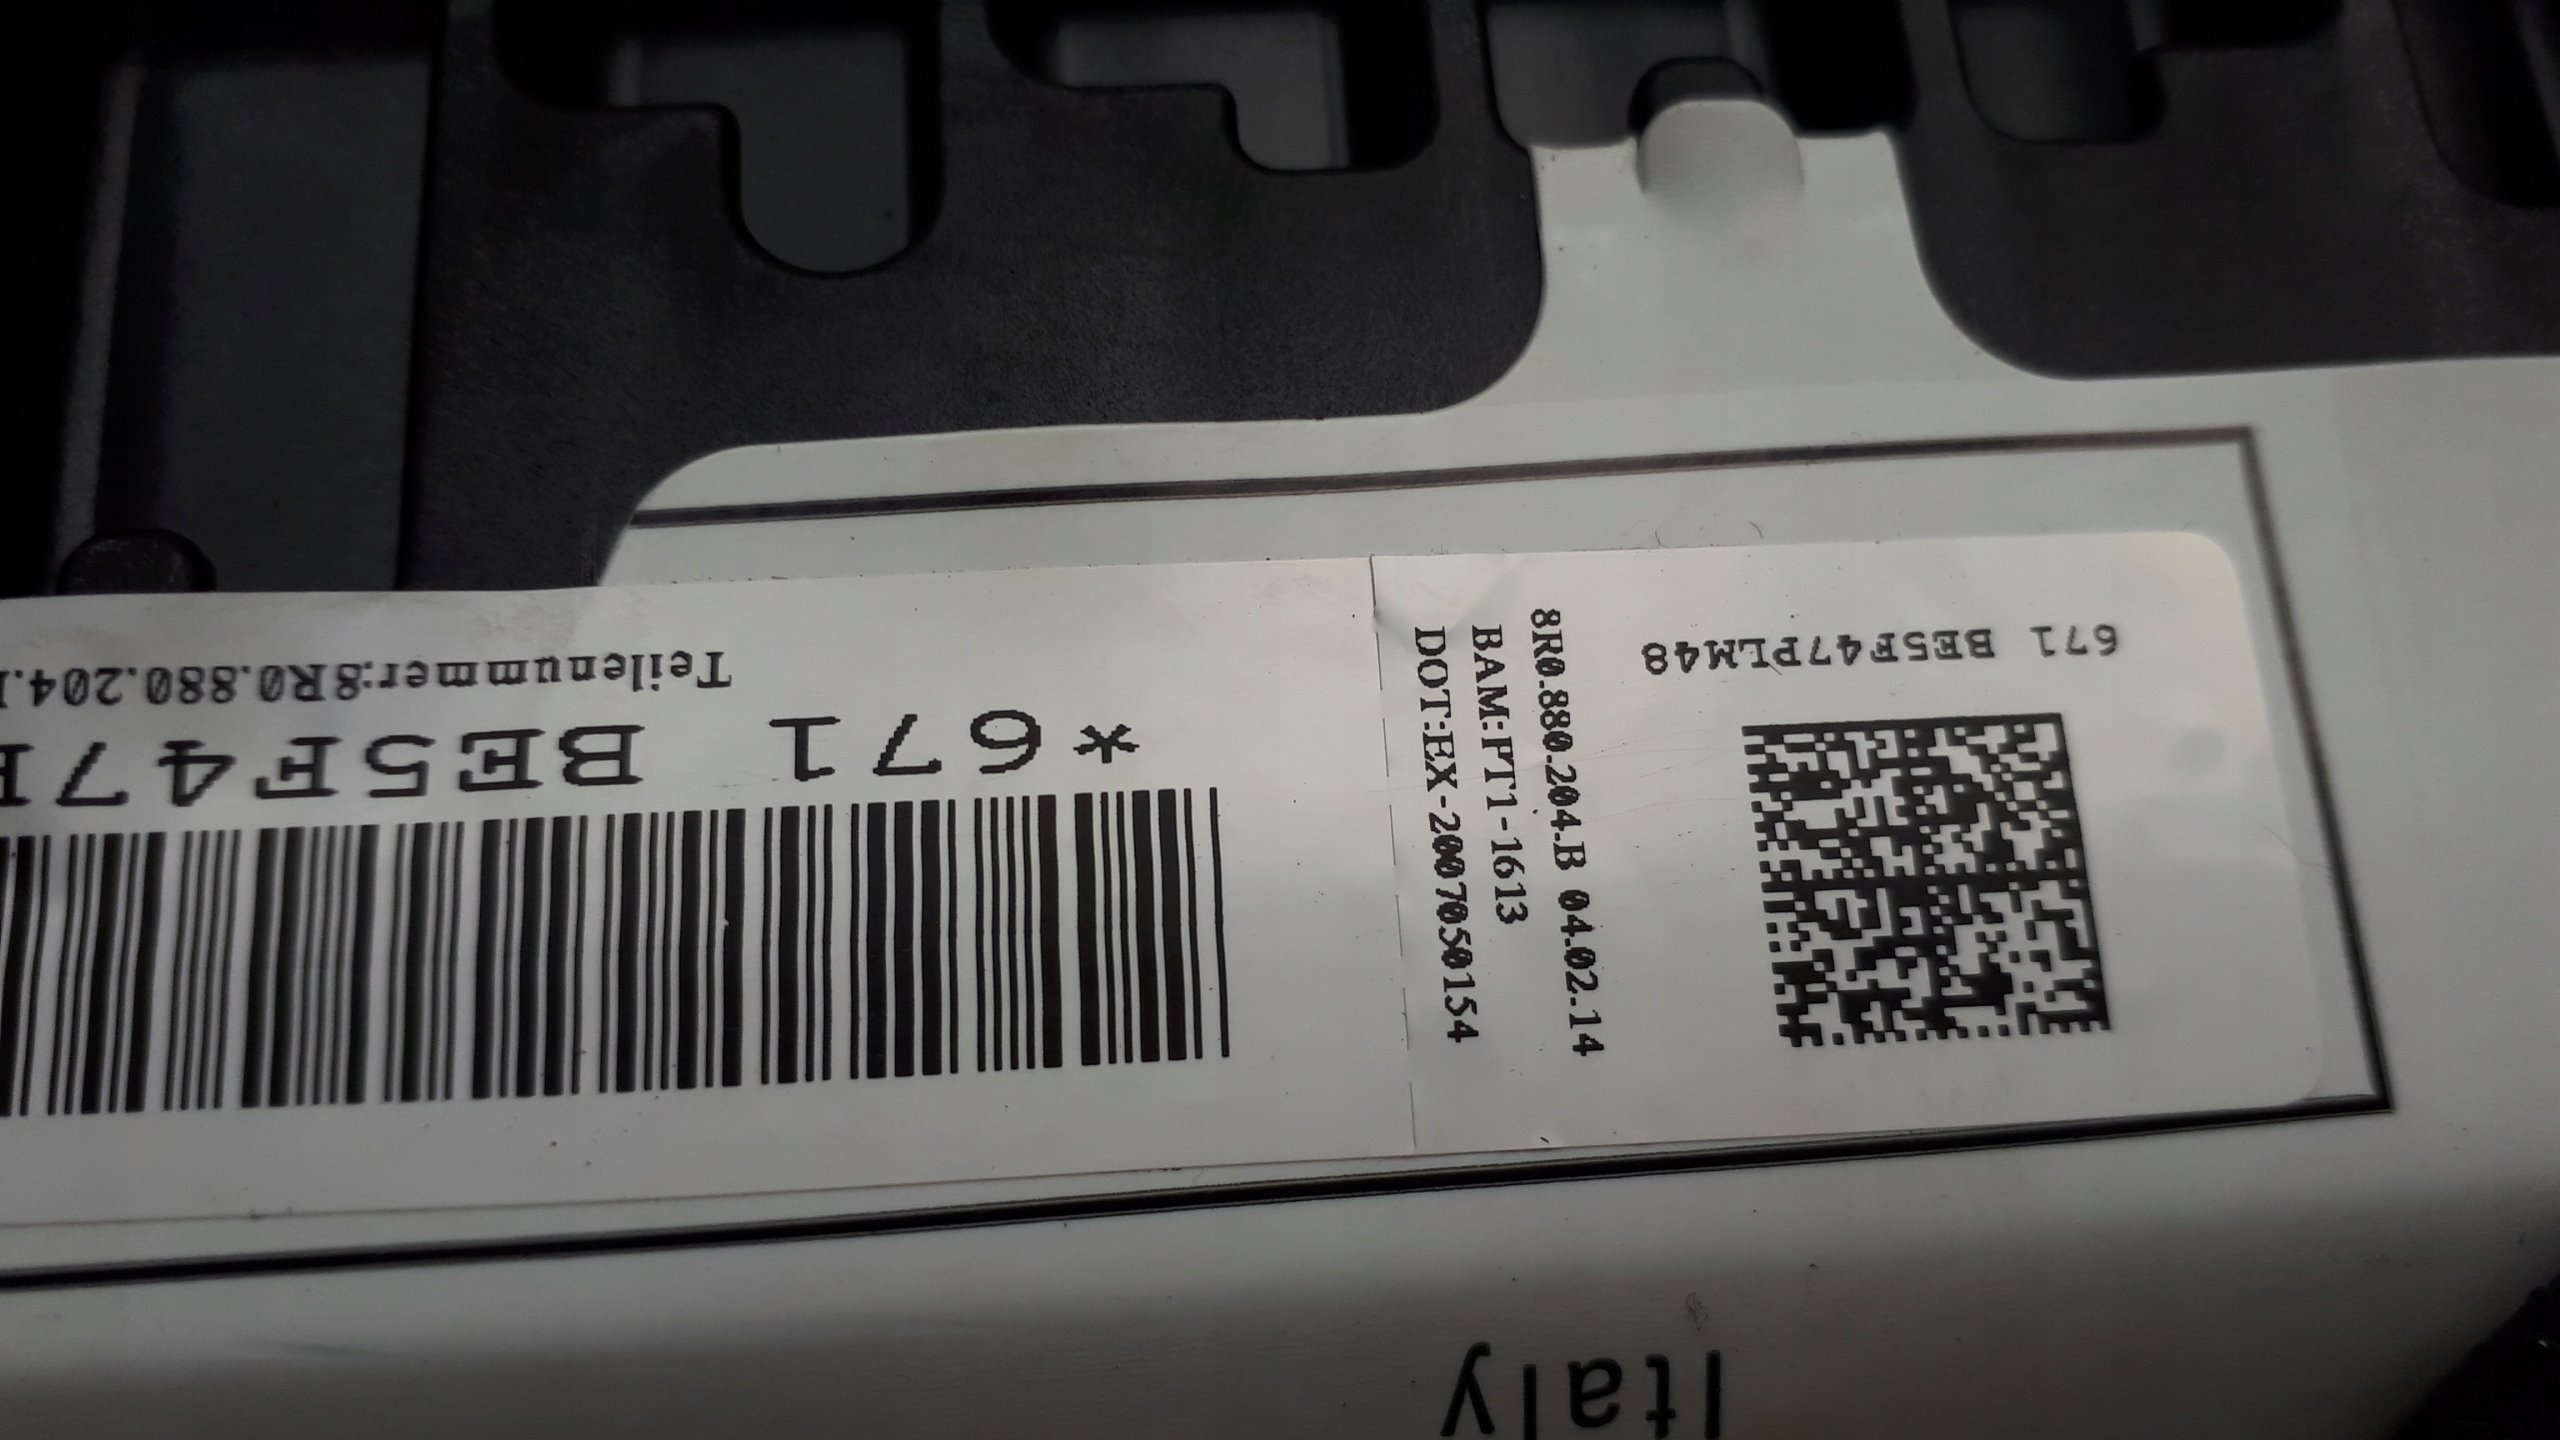 Italy
671 BE5F47PLM48
8R0.880.204.B 04.02.14
BAM:PT1-1613
DOT:EX-2007050154
*671 BE5F47
Teilenummer:8R0.880.204.